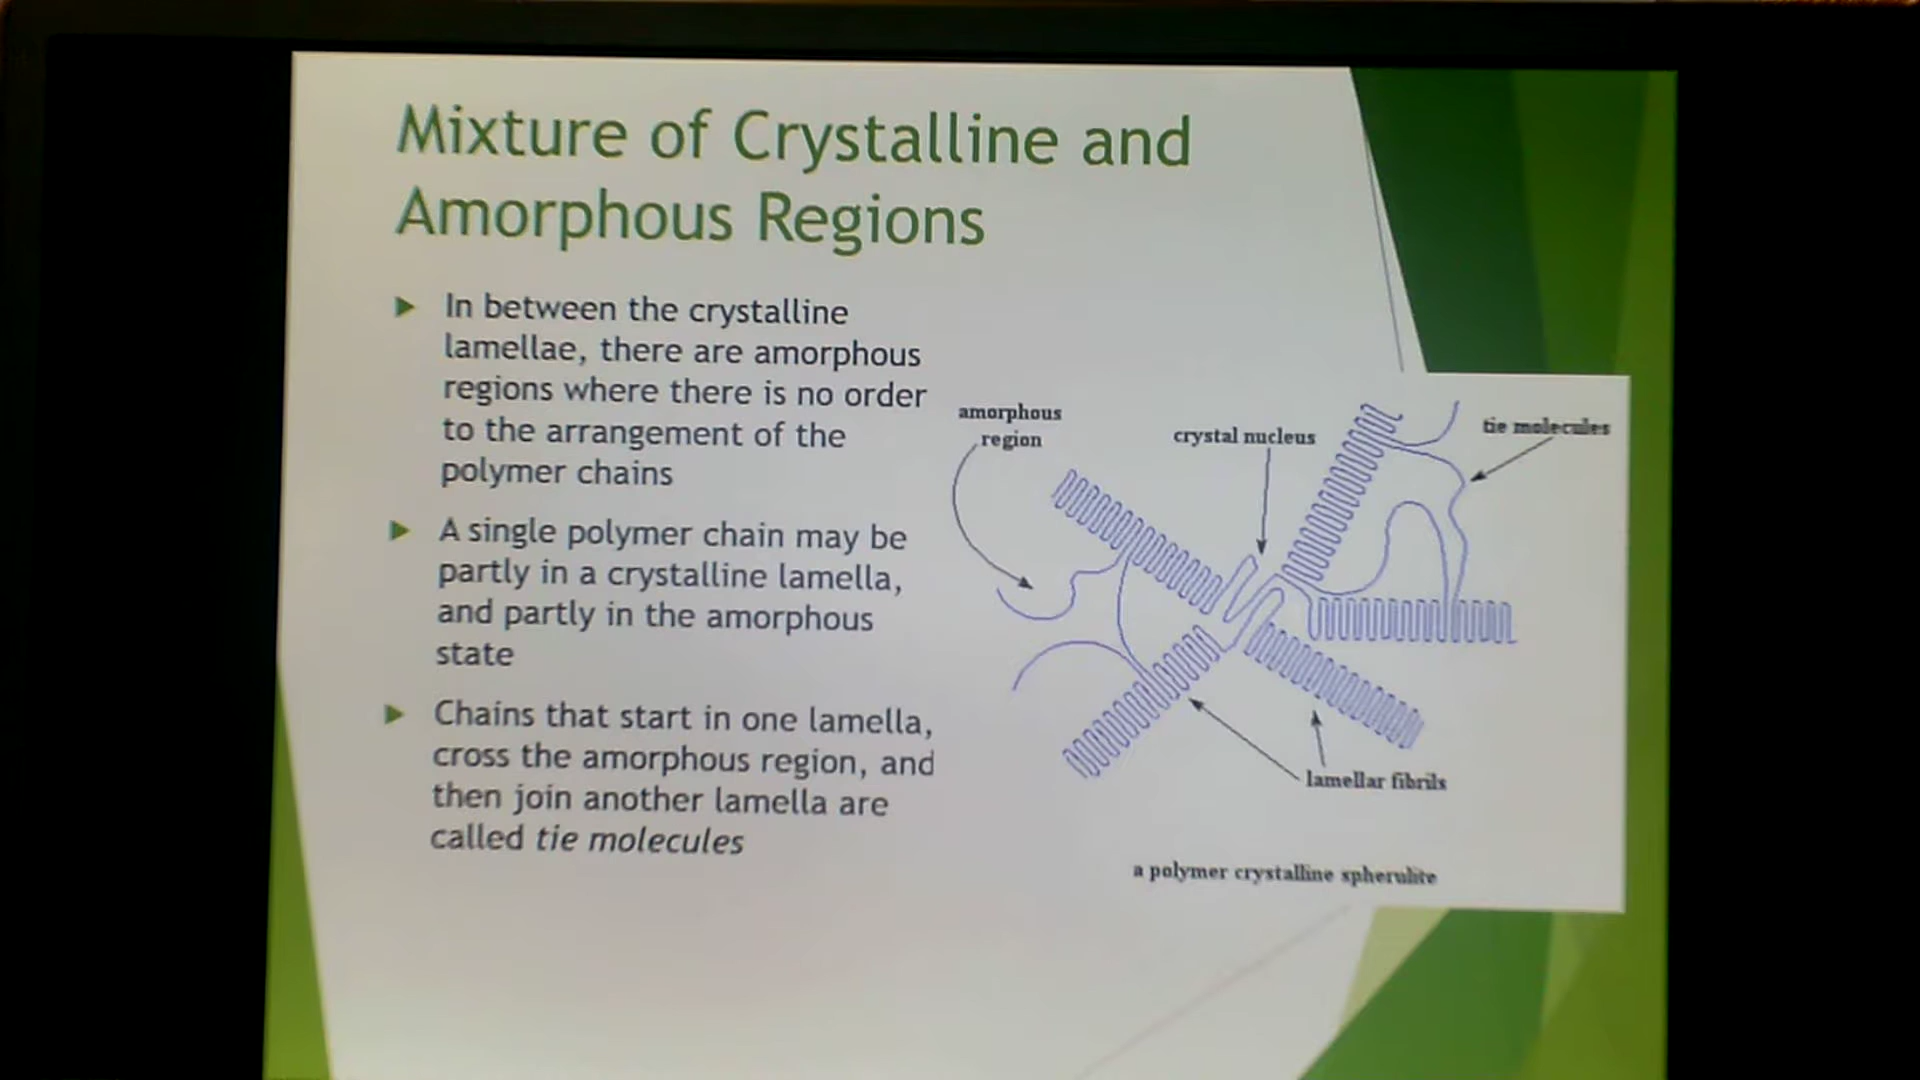 Mixture of Crystalline and
Amorphous Regions
In between the crystalline
lamellae, there are amorphous
regions where there is no order
to the arrangement of the
polymer chains
A single polymer chain may be
partly in a crystalline lamella,
and partly in the amorphous
state
Chains that start in one lamella,
cross the amorphous region, and
then join another lamella are
called tie molecules
amorphous
region
crystal nucleus
tie molecules
lamellar fibrils
a polymer crystalline spherulite